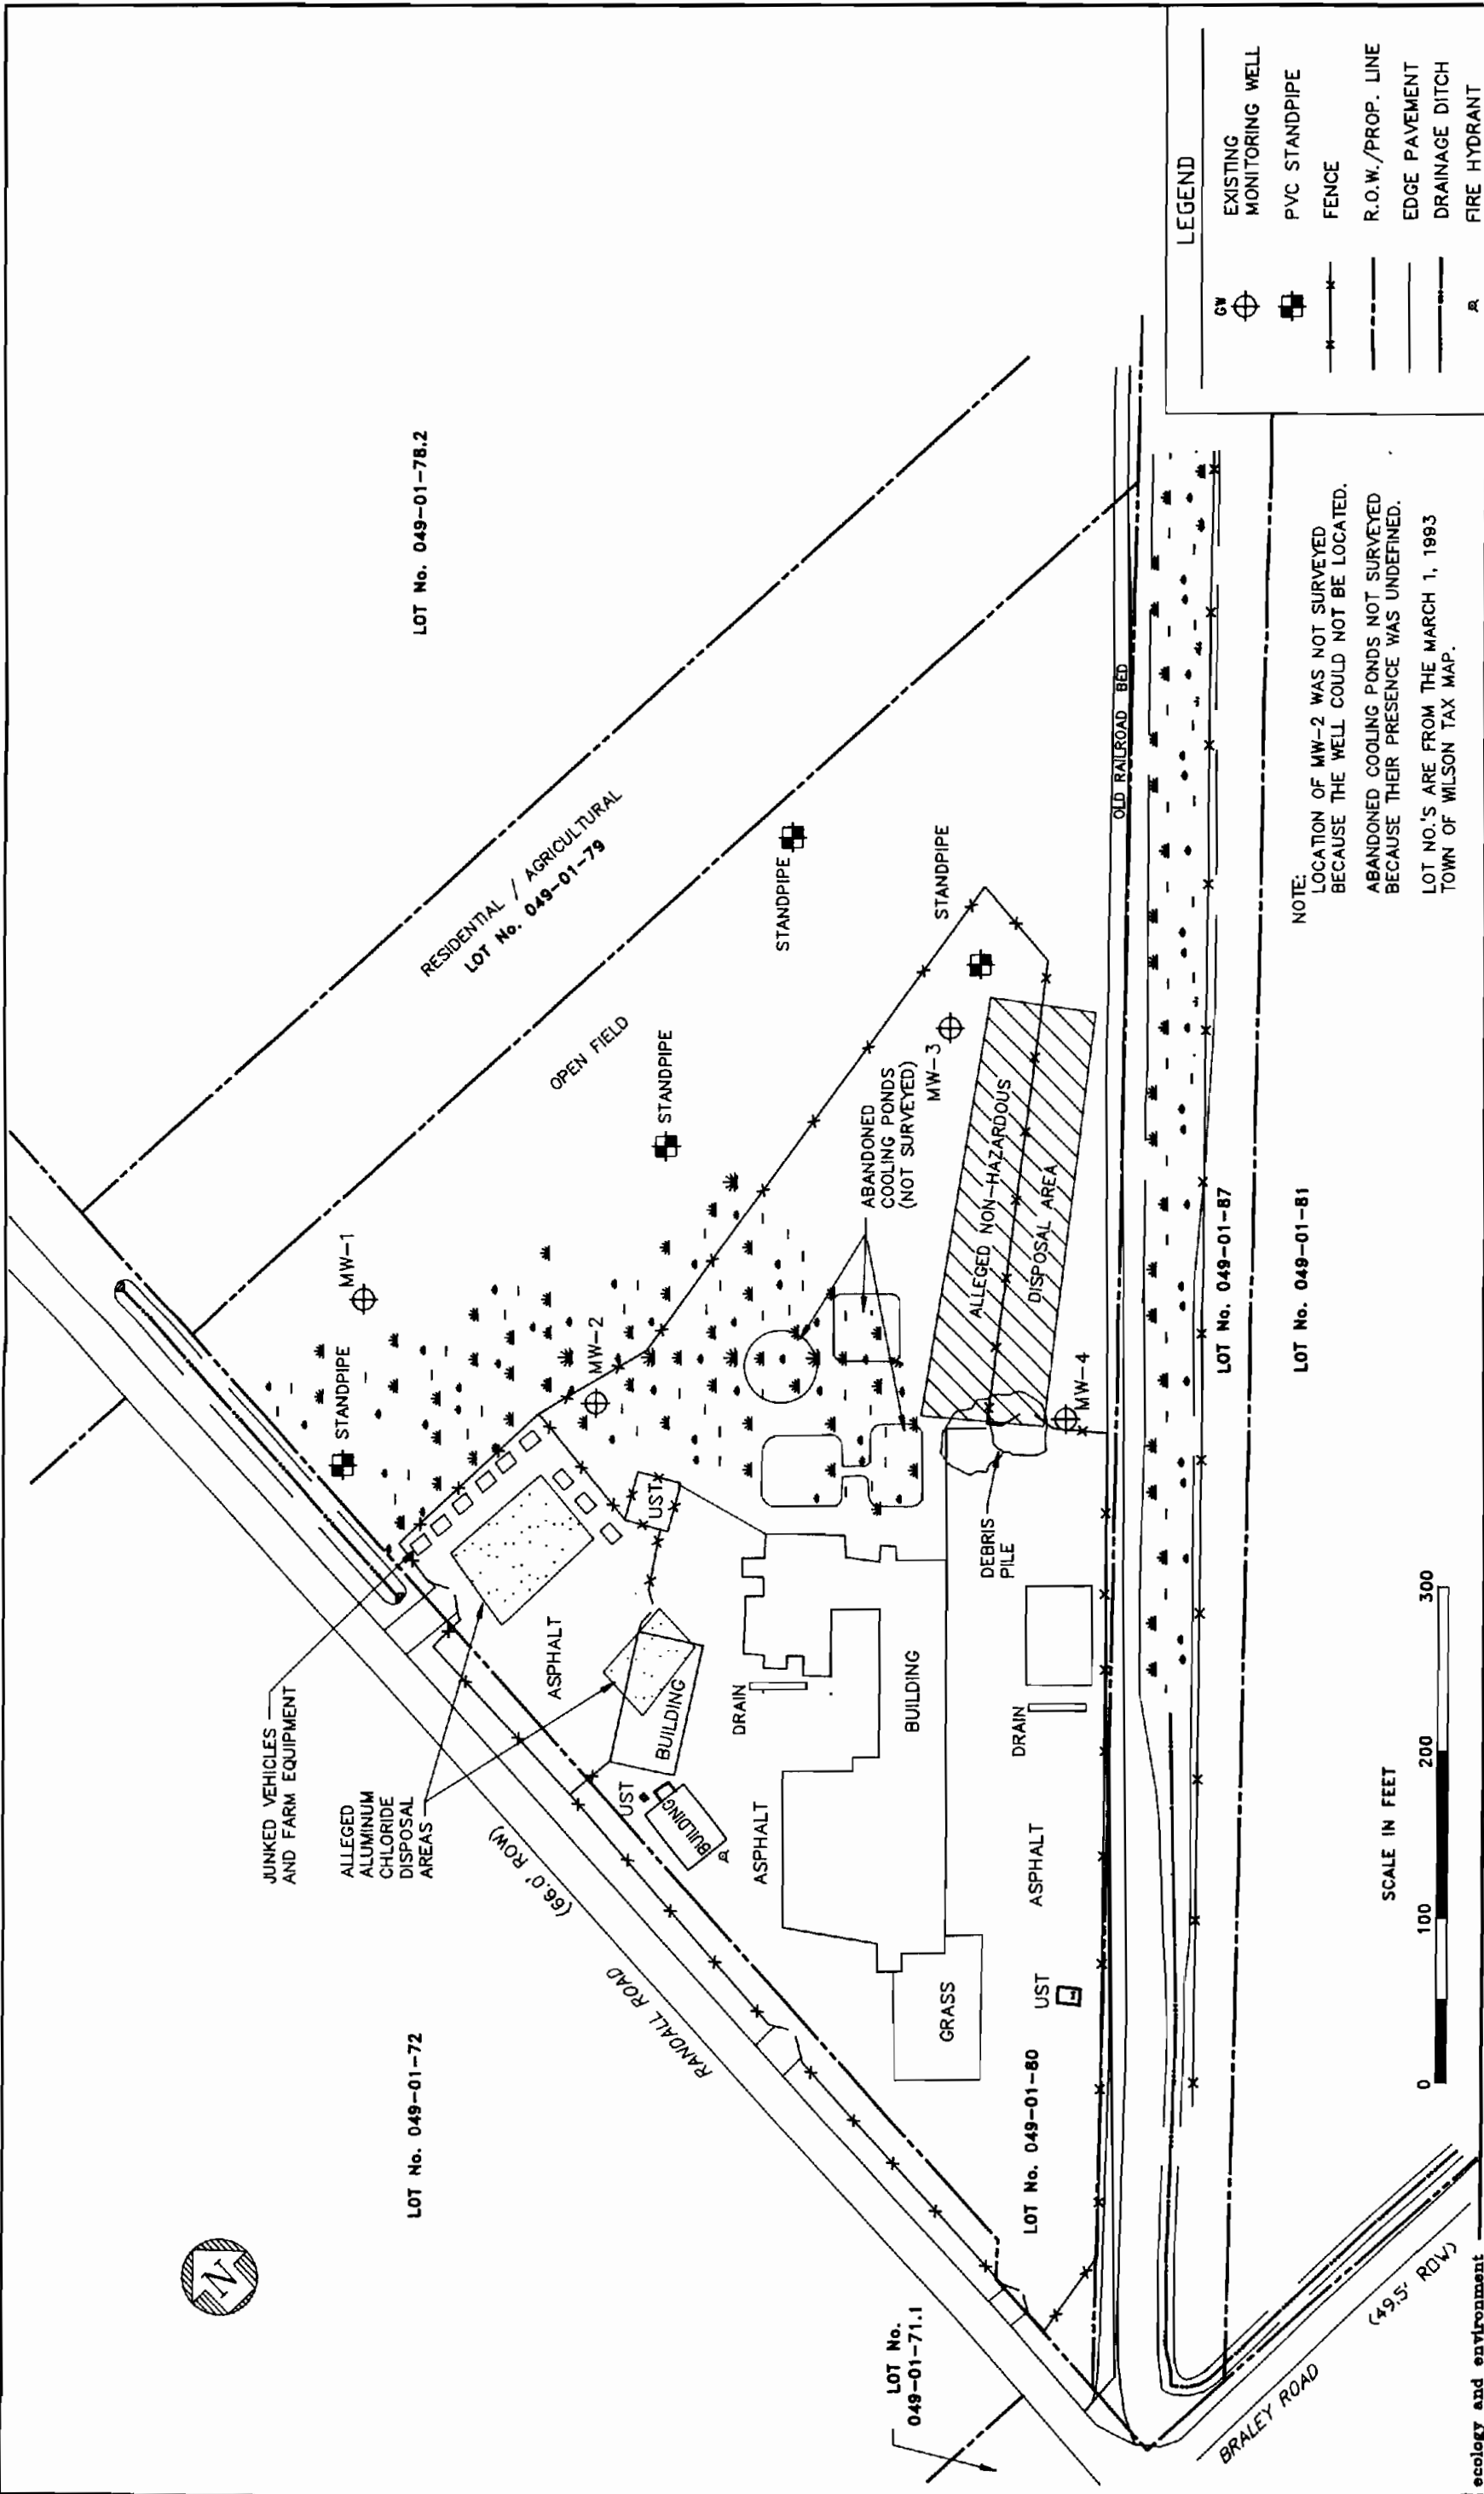 LOT No. 049-01-72
LOT No. 049-01-78.2
JUNKED VEHICLES
AND FARM EQUIPMENT
ALLEGED
ALUMINUM
CHLORIDE
DISPOSAL
AREAS
STANDPIPE
MW-1
RESIDENTIAL / AGRICULTURAL
LOT No. 049-01-79
OPEN FIELD
RANDALL ROAD
(66.0' ROW)
ASPHALT
MW-2
STANDPIPE
UST
BUILDING
UST
BUILDING
DRAIN
ASPHALT
STANDPIPE
ABANDONED
COOLING PONDS
(NOT SURVEYED)
MW-3
STANDPIPE
BUILDING
GRASS
DEBRIS
PILE
ALLEGED NON-HAZARDOUS
DISPOSAL AREA
LOT No.
049-01-71.1
LOT No. 049-01-80
UST
ASPHALT
DRAIN
MW-4
OLD RAILROAD BED
LOT No. 049-01-87
LOT No. 049-01-81
BRALEY ROAD
(49.5' ROW)
SCALE IN FEET
0 100 200 300
NOTE:
LOCATION OF MW-2 WAS NOT SURVEYED
BECAUSE THE WELL COULD NOT BE LOCATED.
ABANDONED COOLING PONDS NOT SURVEYED
BECAUSE THEIR PRESENCE WAS UNDEFINED.
LOT NO.'S ARE FROM THE MARCH 1, 1993
TOWN OF WILSON TAX MAP.
LEGEND
GW
EXISTING
MONITORING WELL
PVC STANDPIPE
FENCE
R.O.W./PROP. LINE
EDGE PAVEMENT
DRAINAGE DITCH
FIRE HYDRANT
N
ecology and environment